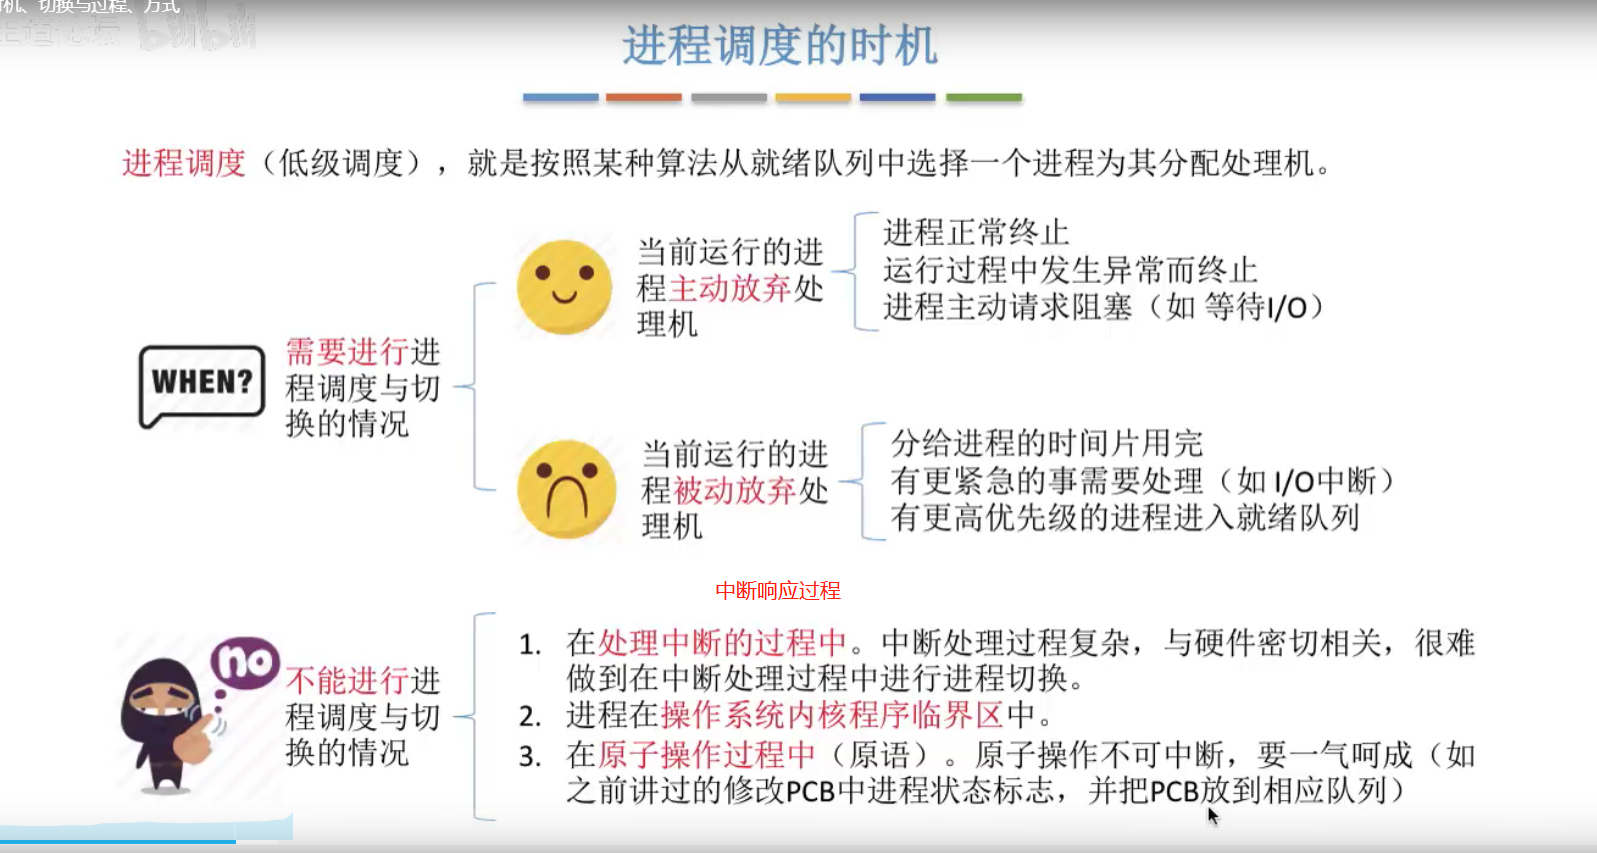 机、切换与过程、方式
王道论坛 bilibili
进程调度的时机
进程调度（低级调度），就是按照某种算法从就绪队列中选择一个进程为其分配处理机。
WHEN?
需要进行进
程调度与切
换的情况
当前运行的进
程主动放弃处
理机
进程正常终止
运行过程中发生异常而终止
进程主动请求阻塞（如 等待I/O）
当前运行的进
程被动放弃处
理机
分给进程的时间片用完
有更紧急的事需要处理（如 I/O中断）
有更高优先级的进程进入就绪队列
中断响应过程
no
不能进行进
程调度与切
换的情况
1. 在处理中断的过程中。中断处理过程复杂，与硬件密切相关，很难
做到在中断处理过程中进行进程切换。
2. 进程在操作系统内核程序临界区中。
3. 在原子操作过程中（原语）。原子操作不可中断，要一气呵成（如
之前讲过的修改PCB中进程状态标志，并把PCB放到相应队列）